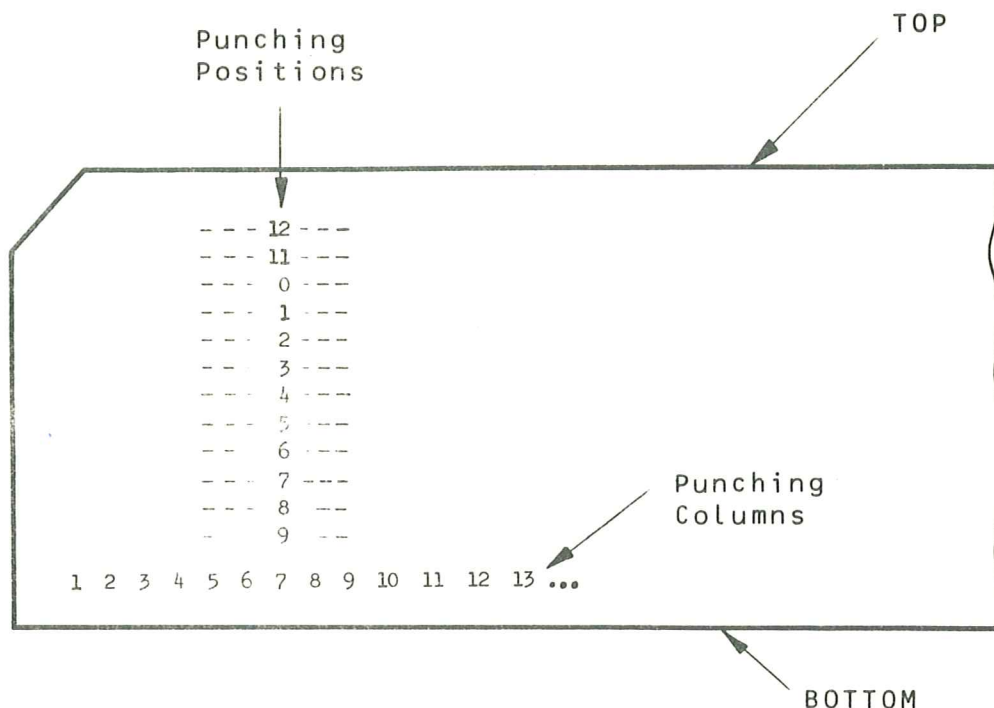 TOP
Punching
Positions
- - - 12 - - -
- - - 11 - - -
- - - 0 - - -
- - - 1 - - -
- - - 2 - - -
- - - 3 - - -
- - - 4 - - -
- - - 5 - - -
- - - 6 - - -
- - - 7 - - - -
- - - 8 - - -
- 9 - - -
Punching
Columns
1 2 3 4 5 6 7 8 9 10 11 12 13 ...
BOTTOM